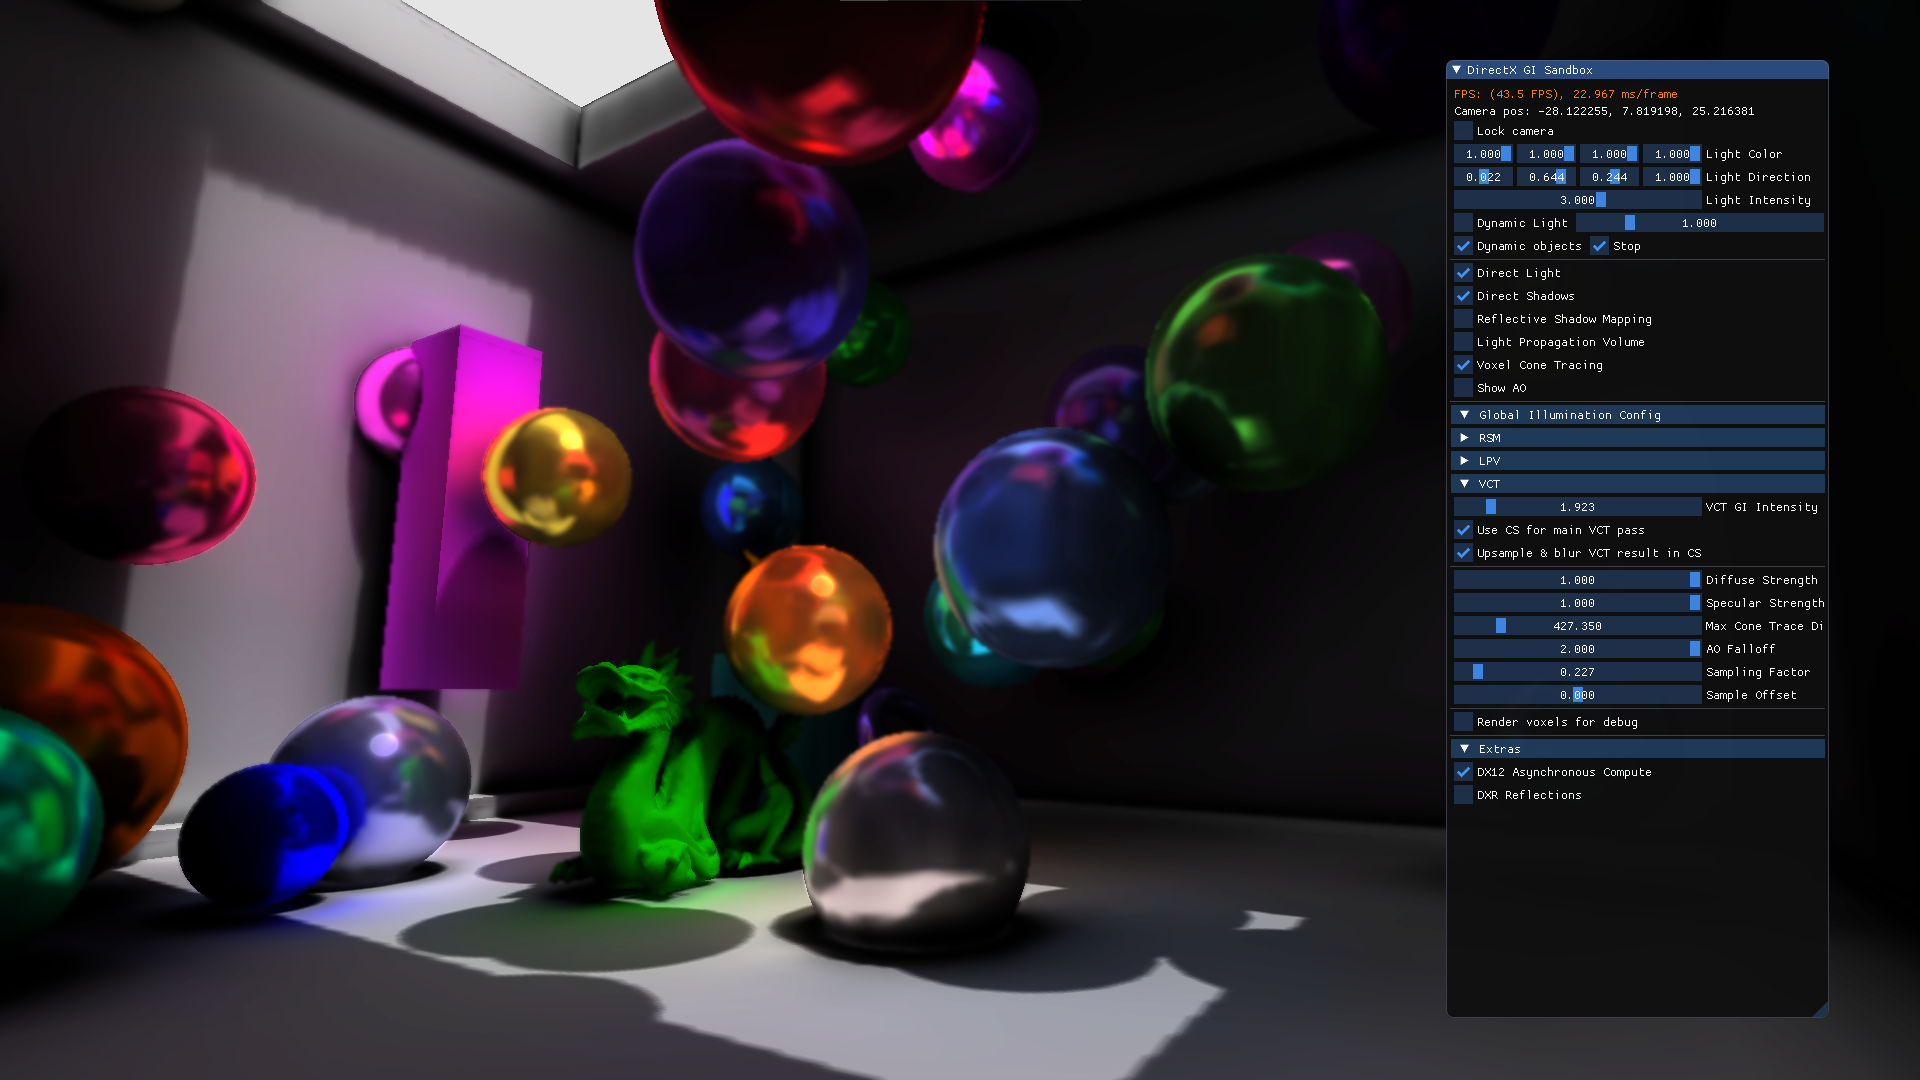 DirectX GI Sandbox
FPS: (43.5 FPS), 22.967 ms/frame
Camera pos: -28.122255, 7.819198, 25.216381
Lock camera
1.000 1.000 1.000 1.000 Light Color
0.022 0.644 0.244 1.000 Light Direction
3.000 Light Intensity
Dynamic Light 1.000
Dynamic objects Stop
Direct Light
Direct Shadows
Reflective Shadow Mapping
Light Propagation Volume
Voxel Cone Tracing
Show AO
Global Illumination Config
RSM
LPV
VCT
1.923 VCT GI Intensity
Use CS for main VCT pass
Upsample & blur VCT result in CS
1.000 Diffuse Strength
1.000 Specular Strength
427.350 Max Cone Trace Di
2.000 AO Falloff
0.227 Sampling Factor
0.000 Sample Offset
Render voxels for debug
Extras
DX12 Asynchronous Compute
DXR Reflections